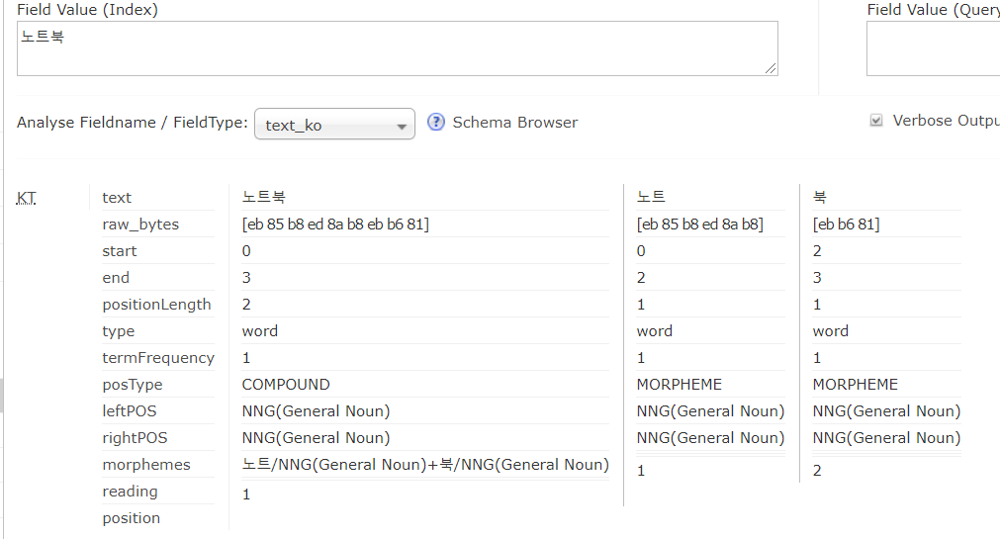 Field Value (Index)
Field Value (Query
노트북
Analyse Fieldname / FieldType:
text_ko
?
Schema Browser
Verbose Outpu
KT
text 노트북 노트 북
raw_bytes [eb 85 b8 ed 8a b8 eb b6 81] [eb 85 b8 ed 8a b8] [eb b6 81]
start 0 0 2
end 3 2 3
positionLength 2 1 1
type word word word
termFrequency 1 1 1
posType COMPOUND MORPHEME MORPHEME
leftPOS NNG(General Noun) NNG(General Noun) NNG(General Noun)
rightPOS NNG(General Noun) NNG(General Noun) NNG(General Noun)
morphemes 노트/NNG(General Noun)+북/NNG(General Noun) 1 2
reading 1
position